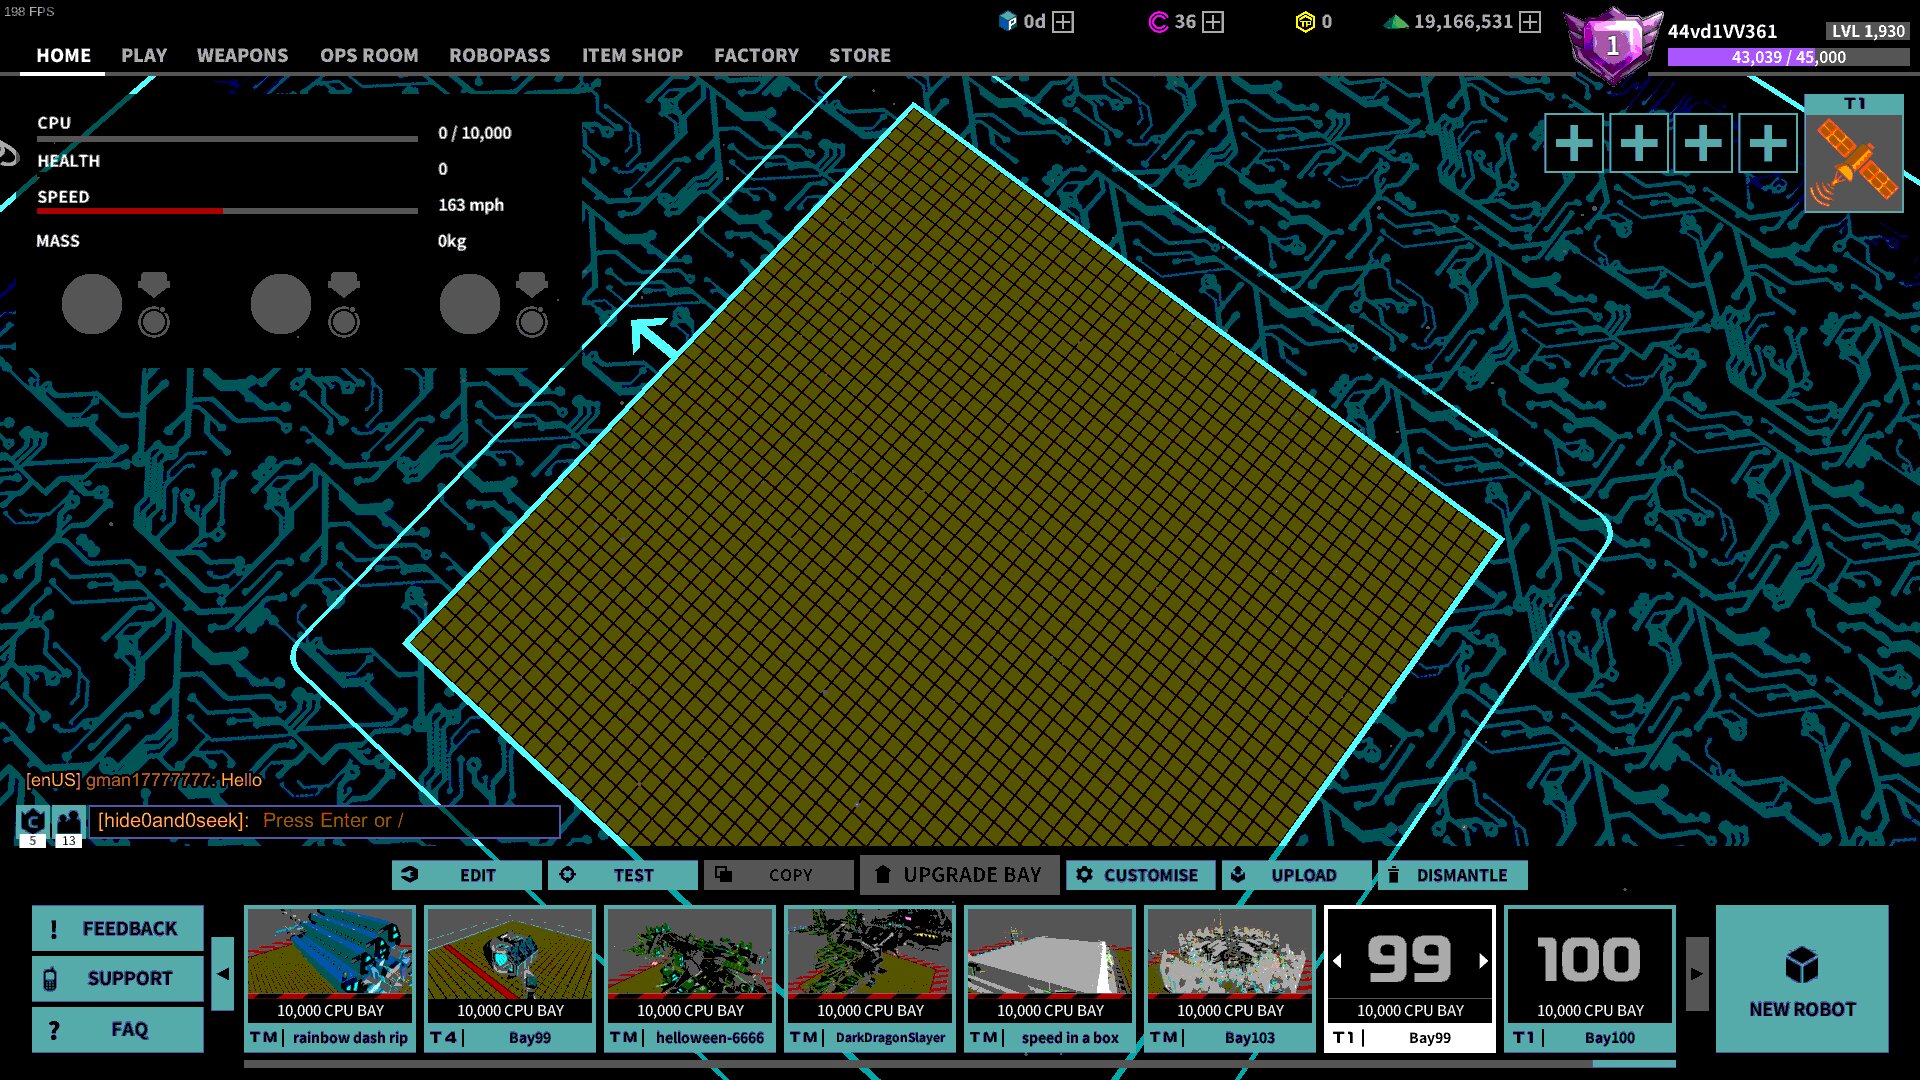 198 FPS
0d
36
0
19,166,531
1
44vd1VV361
LVL 1,930
43,039 / 45,000
HOME PLAY WEAPONS OPS ROOM ROBOPASS ITEM SHOP FACTORY STORE
CPU
0 / 10,000
HEALTH
0
SPEED
163 mph
MASS
0kg
T1
[enUS] gman17777777: Hello
[hide0and0seek]: Press Enter or /
5
13
EDIT TEST COPY UPGRADE BAY CUSTOMISE UPLOAD DISMANTLE
! FEEDBACK
SUPPORT
? FAQ
10,000 CPU BAY
TM | rainbow dash rip
10,000 CPU BAY
T4 | Bay99
10,000 CPU BAY
TM | helloween-6666
10,000 CPU BAY
TM | DarkDragonSlayer
10,000 CPU BAY
TM | speed in a box
10,000 CPU BAY
TM | Bay103
99
10,000 CPU BAY
T1 | Bay99
100
10,000 CPU BAY
T1 | Bay100
NEW ROBOT